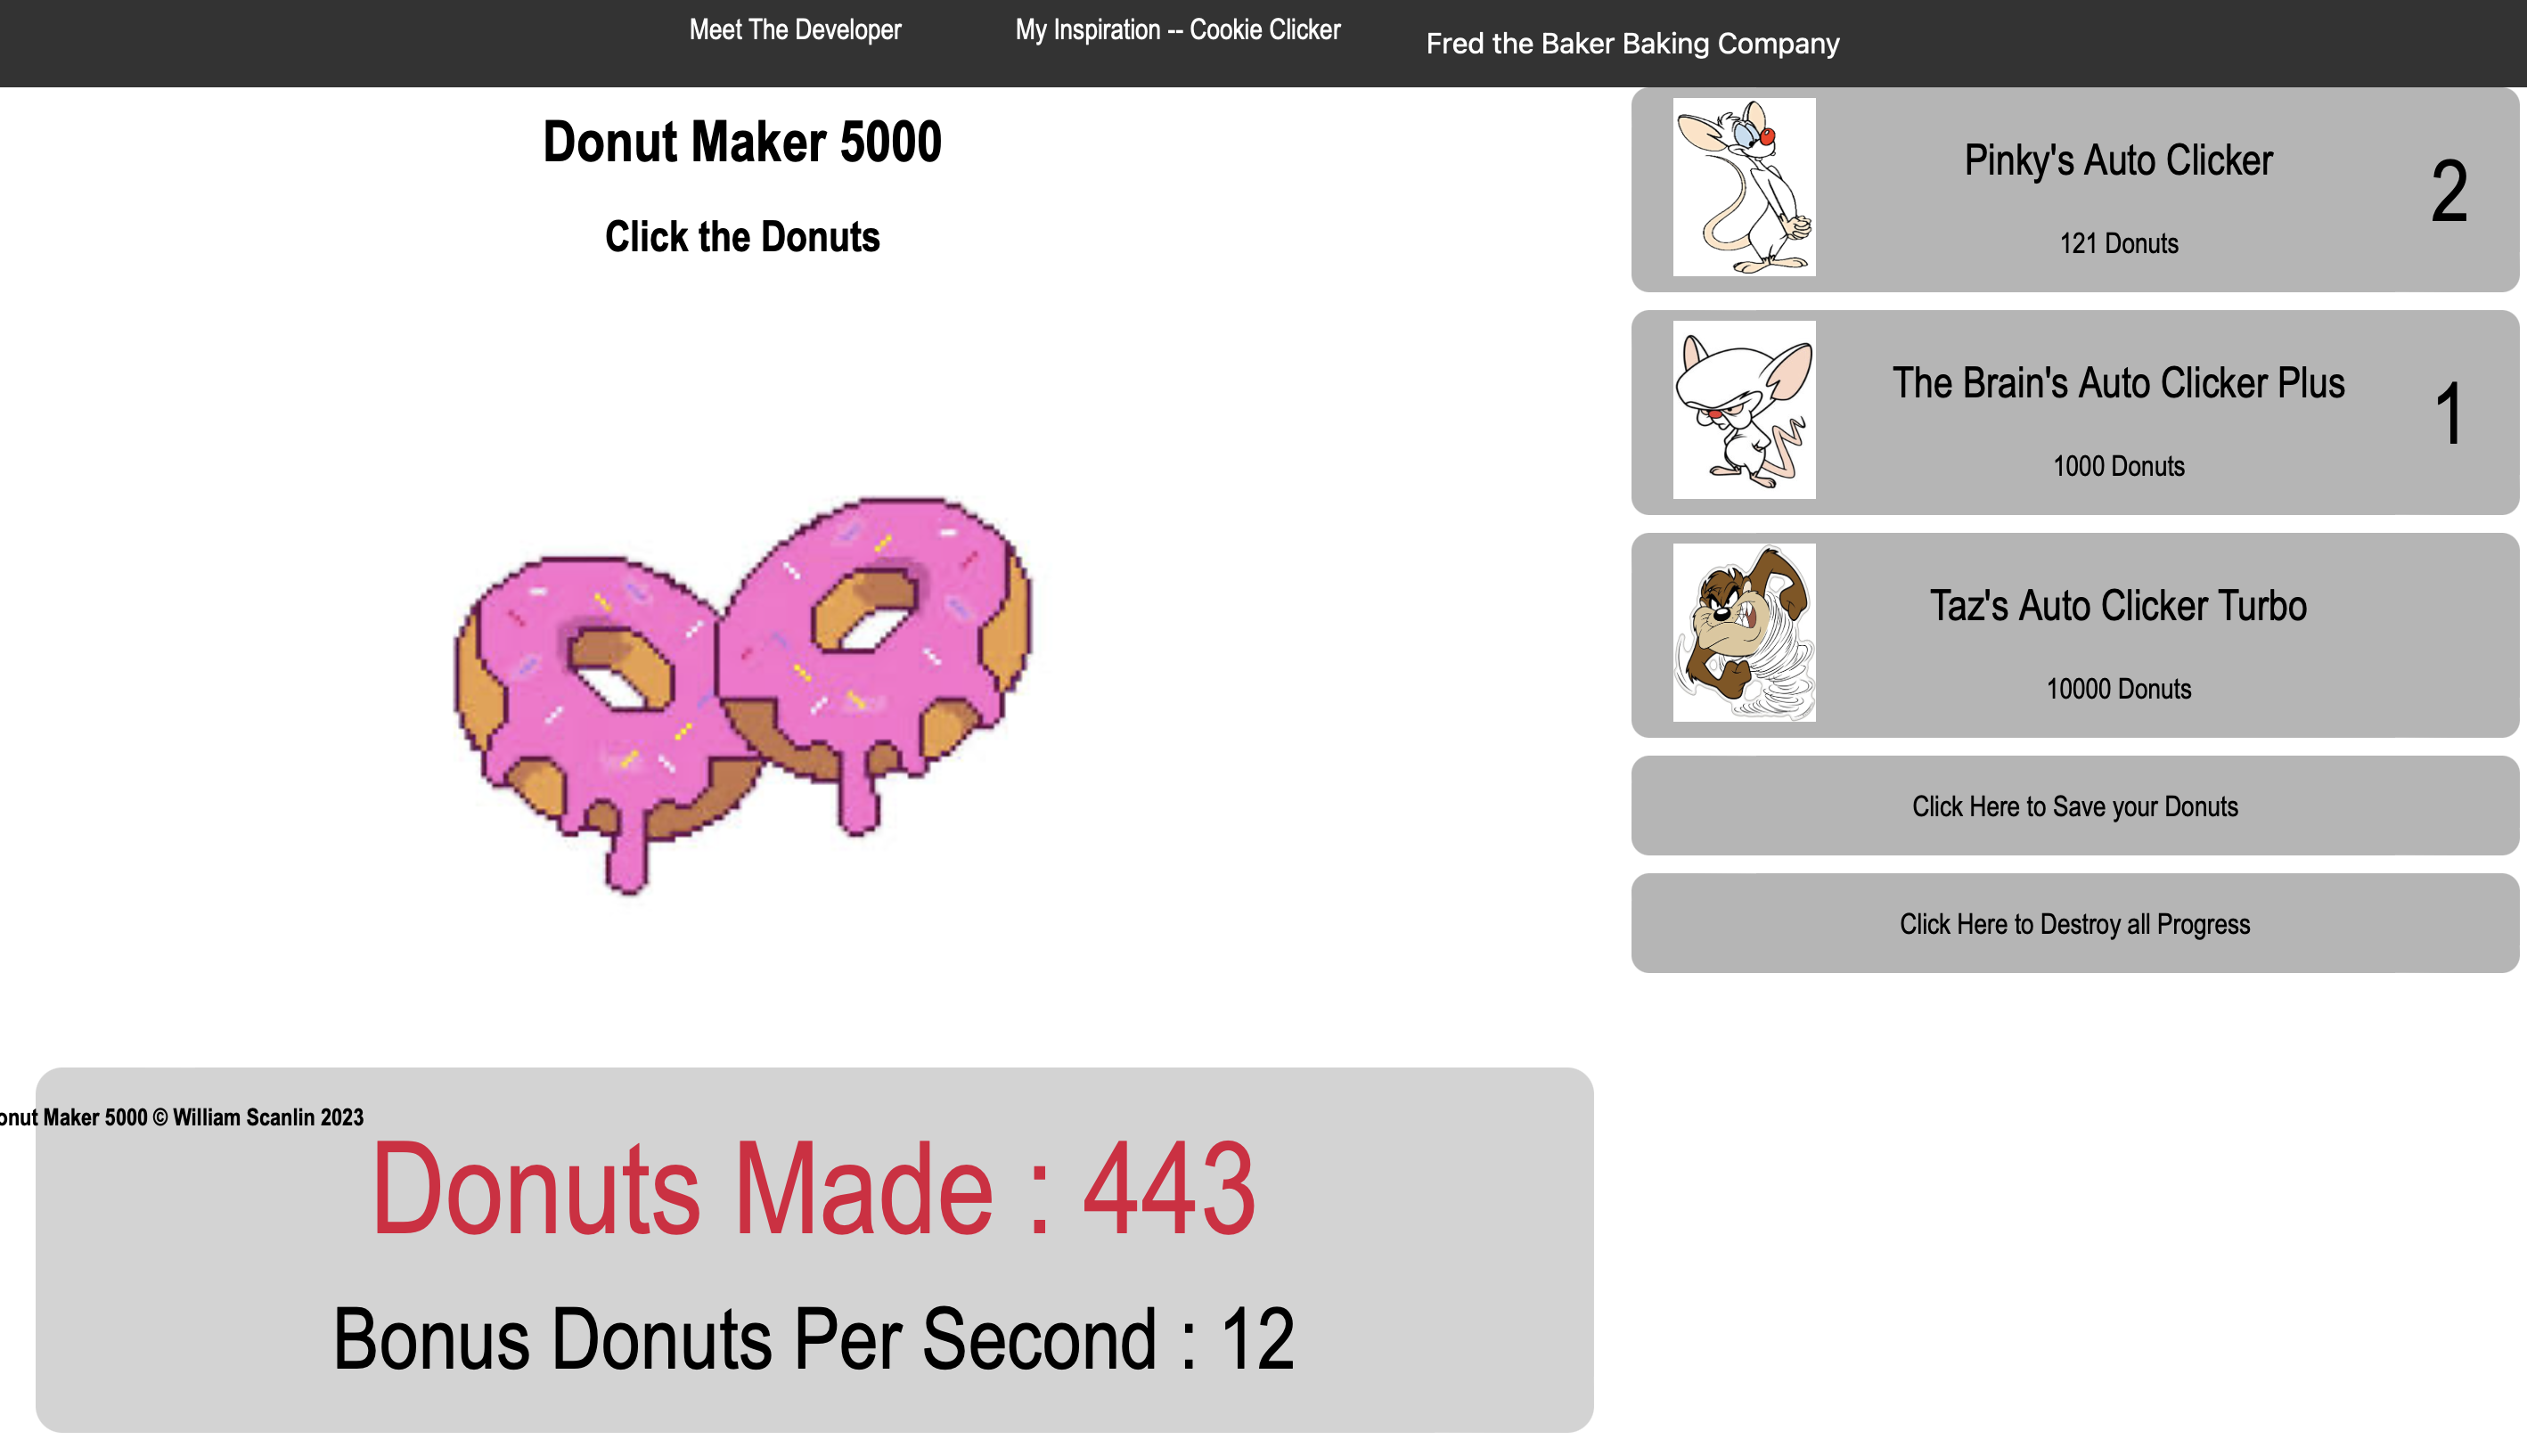 Meet The Developer
My Inspiration -- Cookie Clicker
Fred the Baker Baking Company
Donut Maker 5000
Click the Donuts
Pinky's Auto Clicker
121 Donuts
2
The Brain's Auto Clicker Plus
1000 Donuts
1
Taz's Auto Clicker Turbo
10000 Donuts
Click Here to Save your Donuts
Click Here to Destroy all Progress
onut Maker 5000 © William Scanlin 2023
Donuts Made : 443
Bonus Donuts Per Second : 12